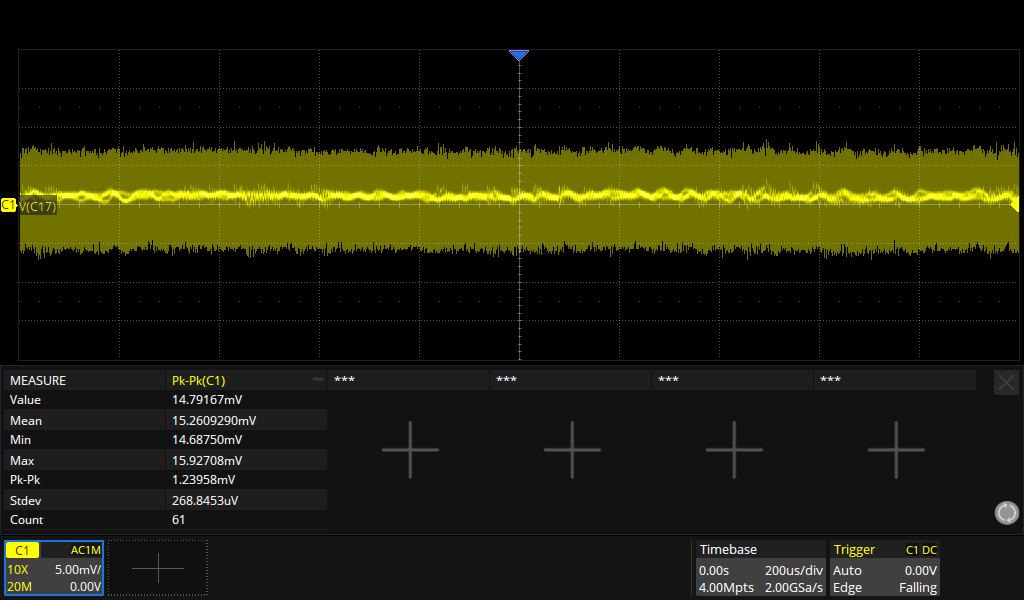 C1
V(C17)
MEASURE Pk-Pk(C1) *** *** *** ***
Value 14.79167mV
Mean 15.2609290mV
Min 14.68750mV
Max 15.92708mV
Pk-Pk 1.23958mV
Stdev 268.8453uV
Count 61
C1 AC1M Timebase Trigger C1 DC
10X 5.00mV/ 0.00s 200us/div Auto 0.00V
20M 0.00V 4.00Mpts 2.00GSa/s Edge Falling